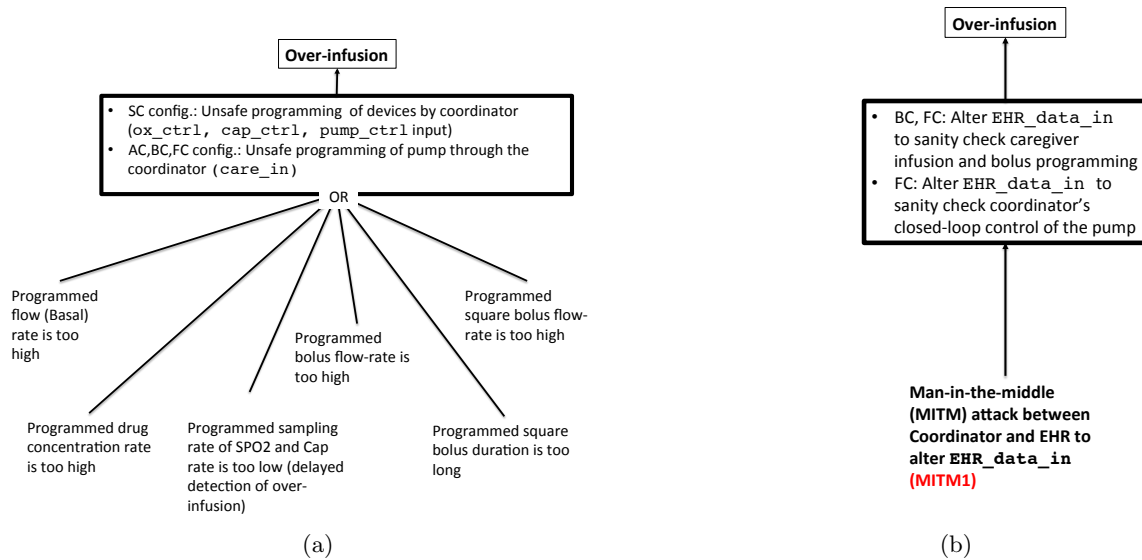 Over-infusion
• SC config.: Unsafe programming of devices by coordinator
(ox_ctrl, cap_ctrl, pump_ctrl input)
• AC,BC,FC config.: Unsafe programming of pump through the
coordinator (care_in)
OR
Programmed
flow (Basal)
rate is too
high
Programmed drug
concentration rate
is too high
Programmed sampling
rate of SPO2 and Cap
rate is too low (delayed
detection of over-
infusion)
Programmed
bolus flow-rate is
too high
Programmed square
bolus duration is too
long
Programmed
square bolus flow-
rate is too high
(a)
Over-infusion
• BC, FC: Alter EHR_data_in
to sanity check caregiver
infusion and bolus programming
• FC: Alter EHR_data_in to
sanity check coordinator's
closed-loop control of the pump
Man-in-the-middle
(MITM) attack between
Coordinator and EHR to
alter EHR_data_in
(MITM1)
(b)